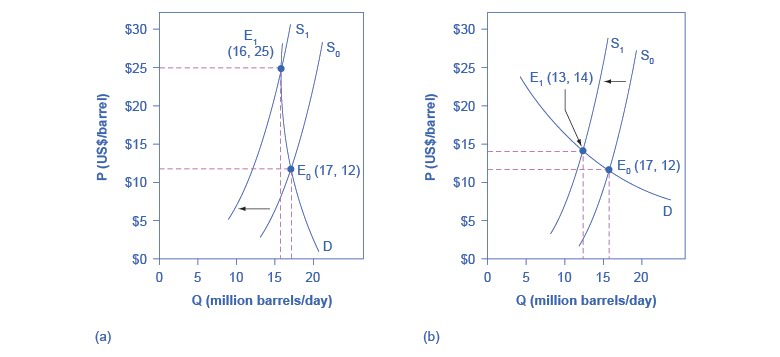 $30
$25
$20
$15
$10
$5
$0
P (US$/barrel)
E1
(16, 25)
S1
S0
E0 (17, 12)
D
0 5 10 15 20
Q (million barrels/day)
(a)
$30
$25
$20
$15
$10
$5
$0
P (US$/barrel)
S1
S0
E1 (13, 14)
E0 (17, 12)
D
0 5 10 15 20
Q (million barrels/day)
(b)